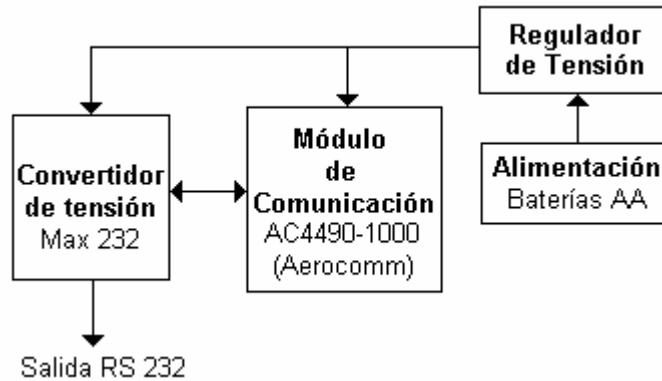 Regulador
de Tensión
Alimentación
Baterías AA
Módulo
de
Comunicación
AC4490-1000
(Aerocomm)
Convertidor
de tensión
Max 232
Salida RS 232